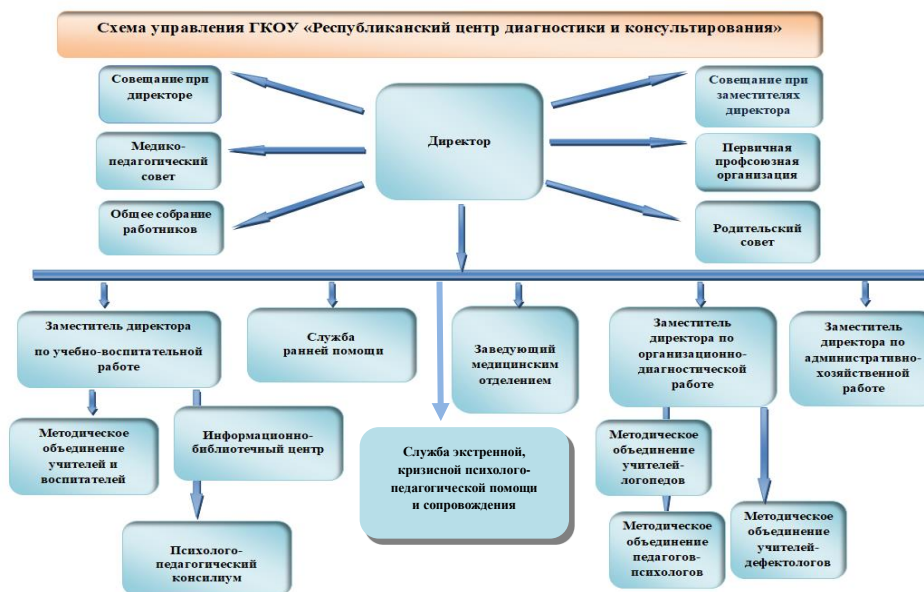 Схема управления ГКОУ «Республиканский центр диагностики и консультирования»
Совещание при
директоре
Медико-
педагогический
совет
Общее собрание
работников
Директор
Совещание при
заместителях
директора
Первичная
профсоюзная
организация
Родительский
совет
Заместитель директора
по учебно-воспитательной
работе
Служба
ранней помощи
Заведующий
медицинским
отделением
Заместитель
директора по
организационно-
диагностической
работе
Заместитель
директора по
административно-
хозяйственной
работе
Методическое
объединение
учителей и
воспитателей
Информационно-
библиотечный центр
Служба экстренной,
кризисной психолого-
педагогической помощи
и сопровождения
Методическое
объединение
учителей-
логопедов
Психолого-
педагогический
консилиум
Методическое
объединение
педагогов-
психологов
Методическое
объединение
учителей-
дефектологов